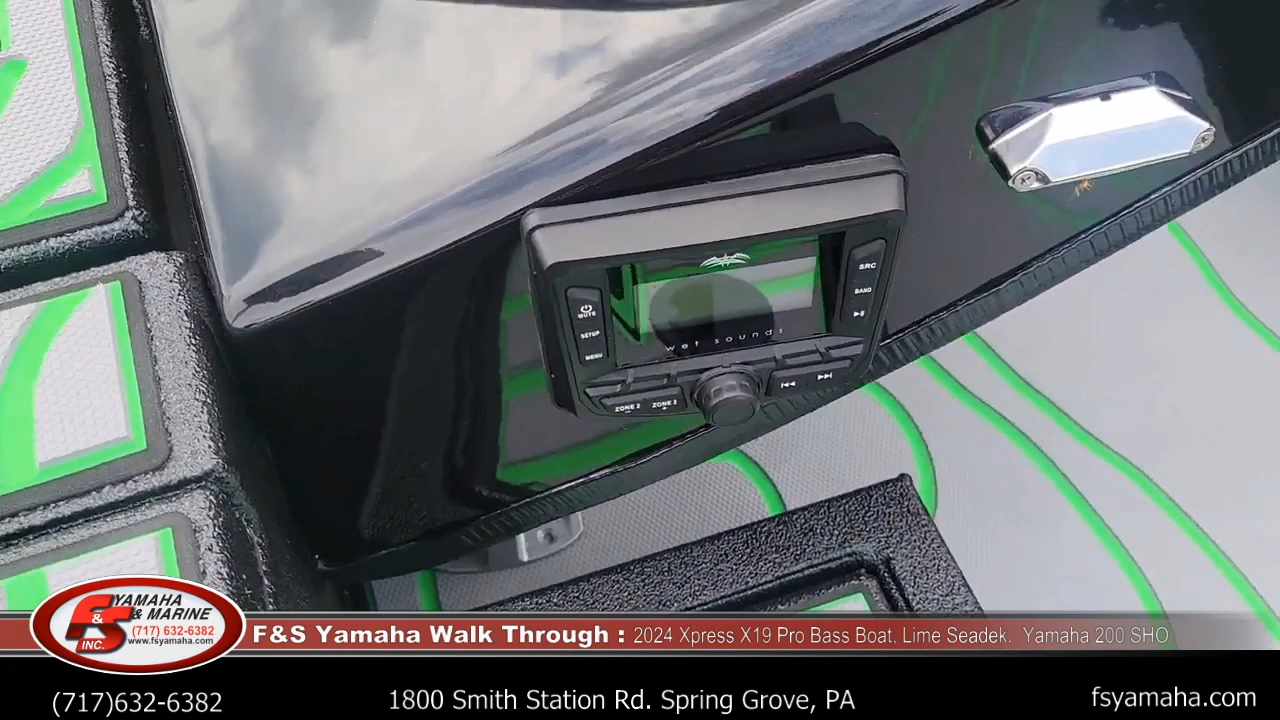 SRC
BAND
MUTE
SETUP
MENU
wet sounds
ZONE 2 -
ZONE 2 +
F&S
INC.
YAMAHA
& MARINE
(717) 632-6382
www.fsyamaha.com
F&S Yamaha Walk Through : 2024 Xpress X19 Pro Bass Boat. Lime Seadek. Yamaha 200 SHO
(717)632-6382
1800 Smith Station Rd. Spring Grove, PA
fsyamaha.com